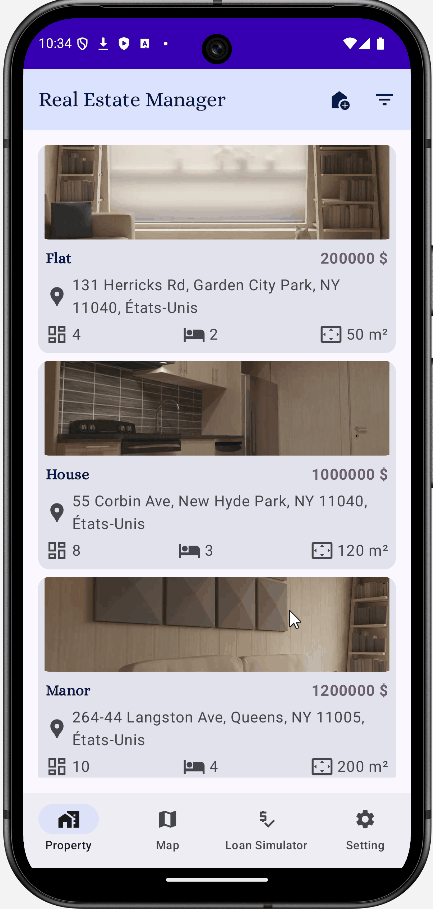 10:34
Real Estate Manager
Flat 200000 $
131 Herricks Rd, Garden City Park, NY
11040, États-Unis
4 2 50 m²
House 1000000 $
55 Corbin Ave, New Hyde Park, NY 11040,
États-Unis
8 3 120 m²
Manor 1200000 $
264-44 Langston Ave, Queens, NY 11005,
États-Unis
10 4 200 m²
Property Map Loan Simulator Setting